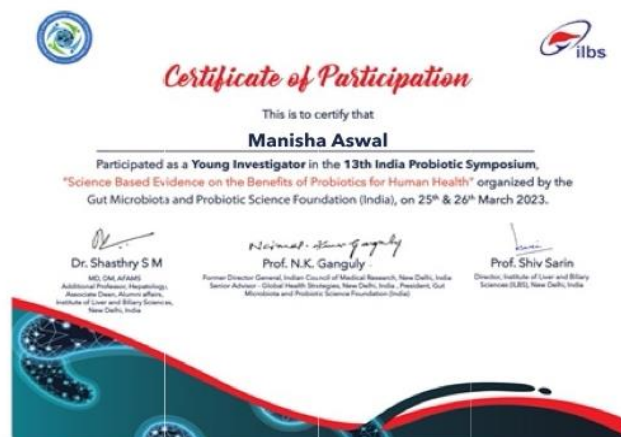 ilbs
Certificate of Participation
This is to certify that
Manisha Aswal
Participated as a Young Investigator in the 13th India Probiotic Symposium,
"Science Based Evidence on the Benefits of Probiotics for Human Health" organized by the
Gut Microbiota and Probiotic Science Foundation (India), on 25th & 26th March 2023.
Dr. Shasthry S M
MD, DM, AFAMS
Additional Professor, Hepatology,
Associate Dean, Alumni affairs,
Institute of Liver and Biliary Sciences,
New Delhi, India
Prof. N.K. Ganguly
Former Director General, Indian Council of Medical Research, New Delhi, India
Senior Advisor - Global Health Strategies, New Delhi, India. President, Gut
Microbiota and Probiotic Science Foundation (India)
Prof. Shiv Sarin
Director, Institute of Liver and Biliary
Sciences (ILBS), New Delhi, India